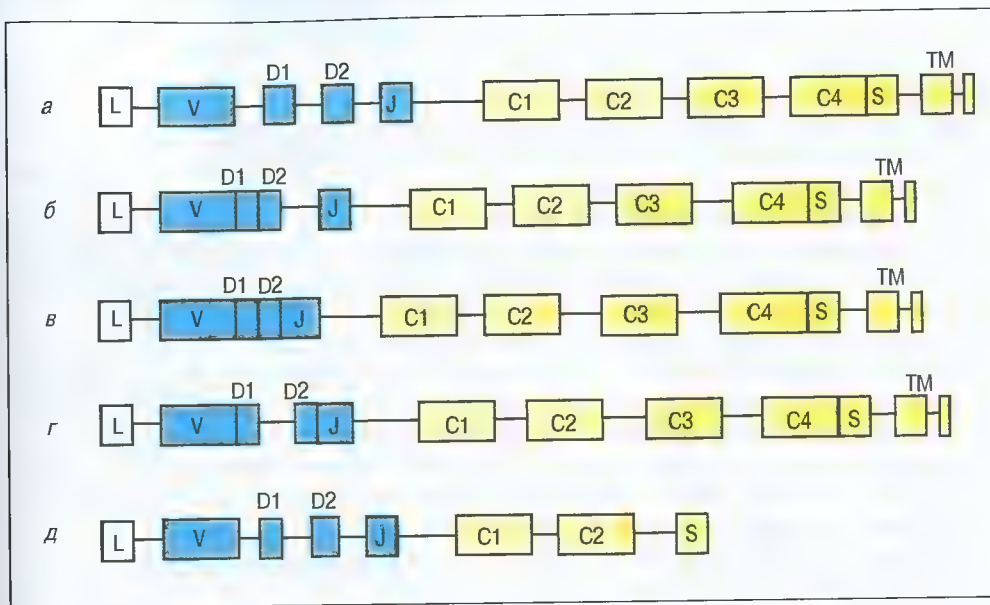 TM
D1 D2
а L V J C1 C2 C3 C4 S
TM
D1 D2
б L V J C1 C2 C3 C4 S
TM
D1 D2
в L V J C1 C2 C3 C4 S
TM
D1 D2
г L V J C1 C2 C3 C4 S
D1 D2
д L V J C1 C2 S